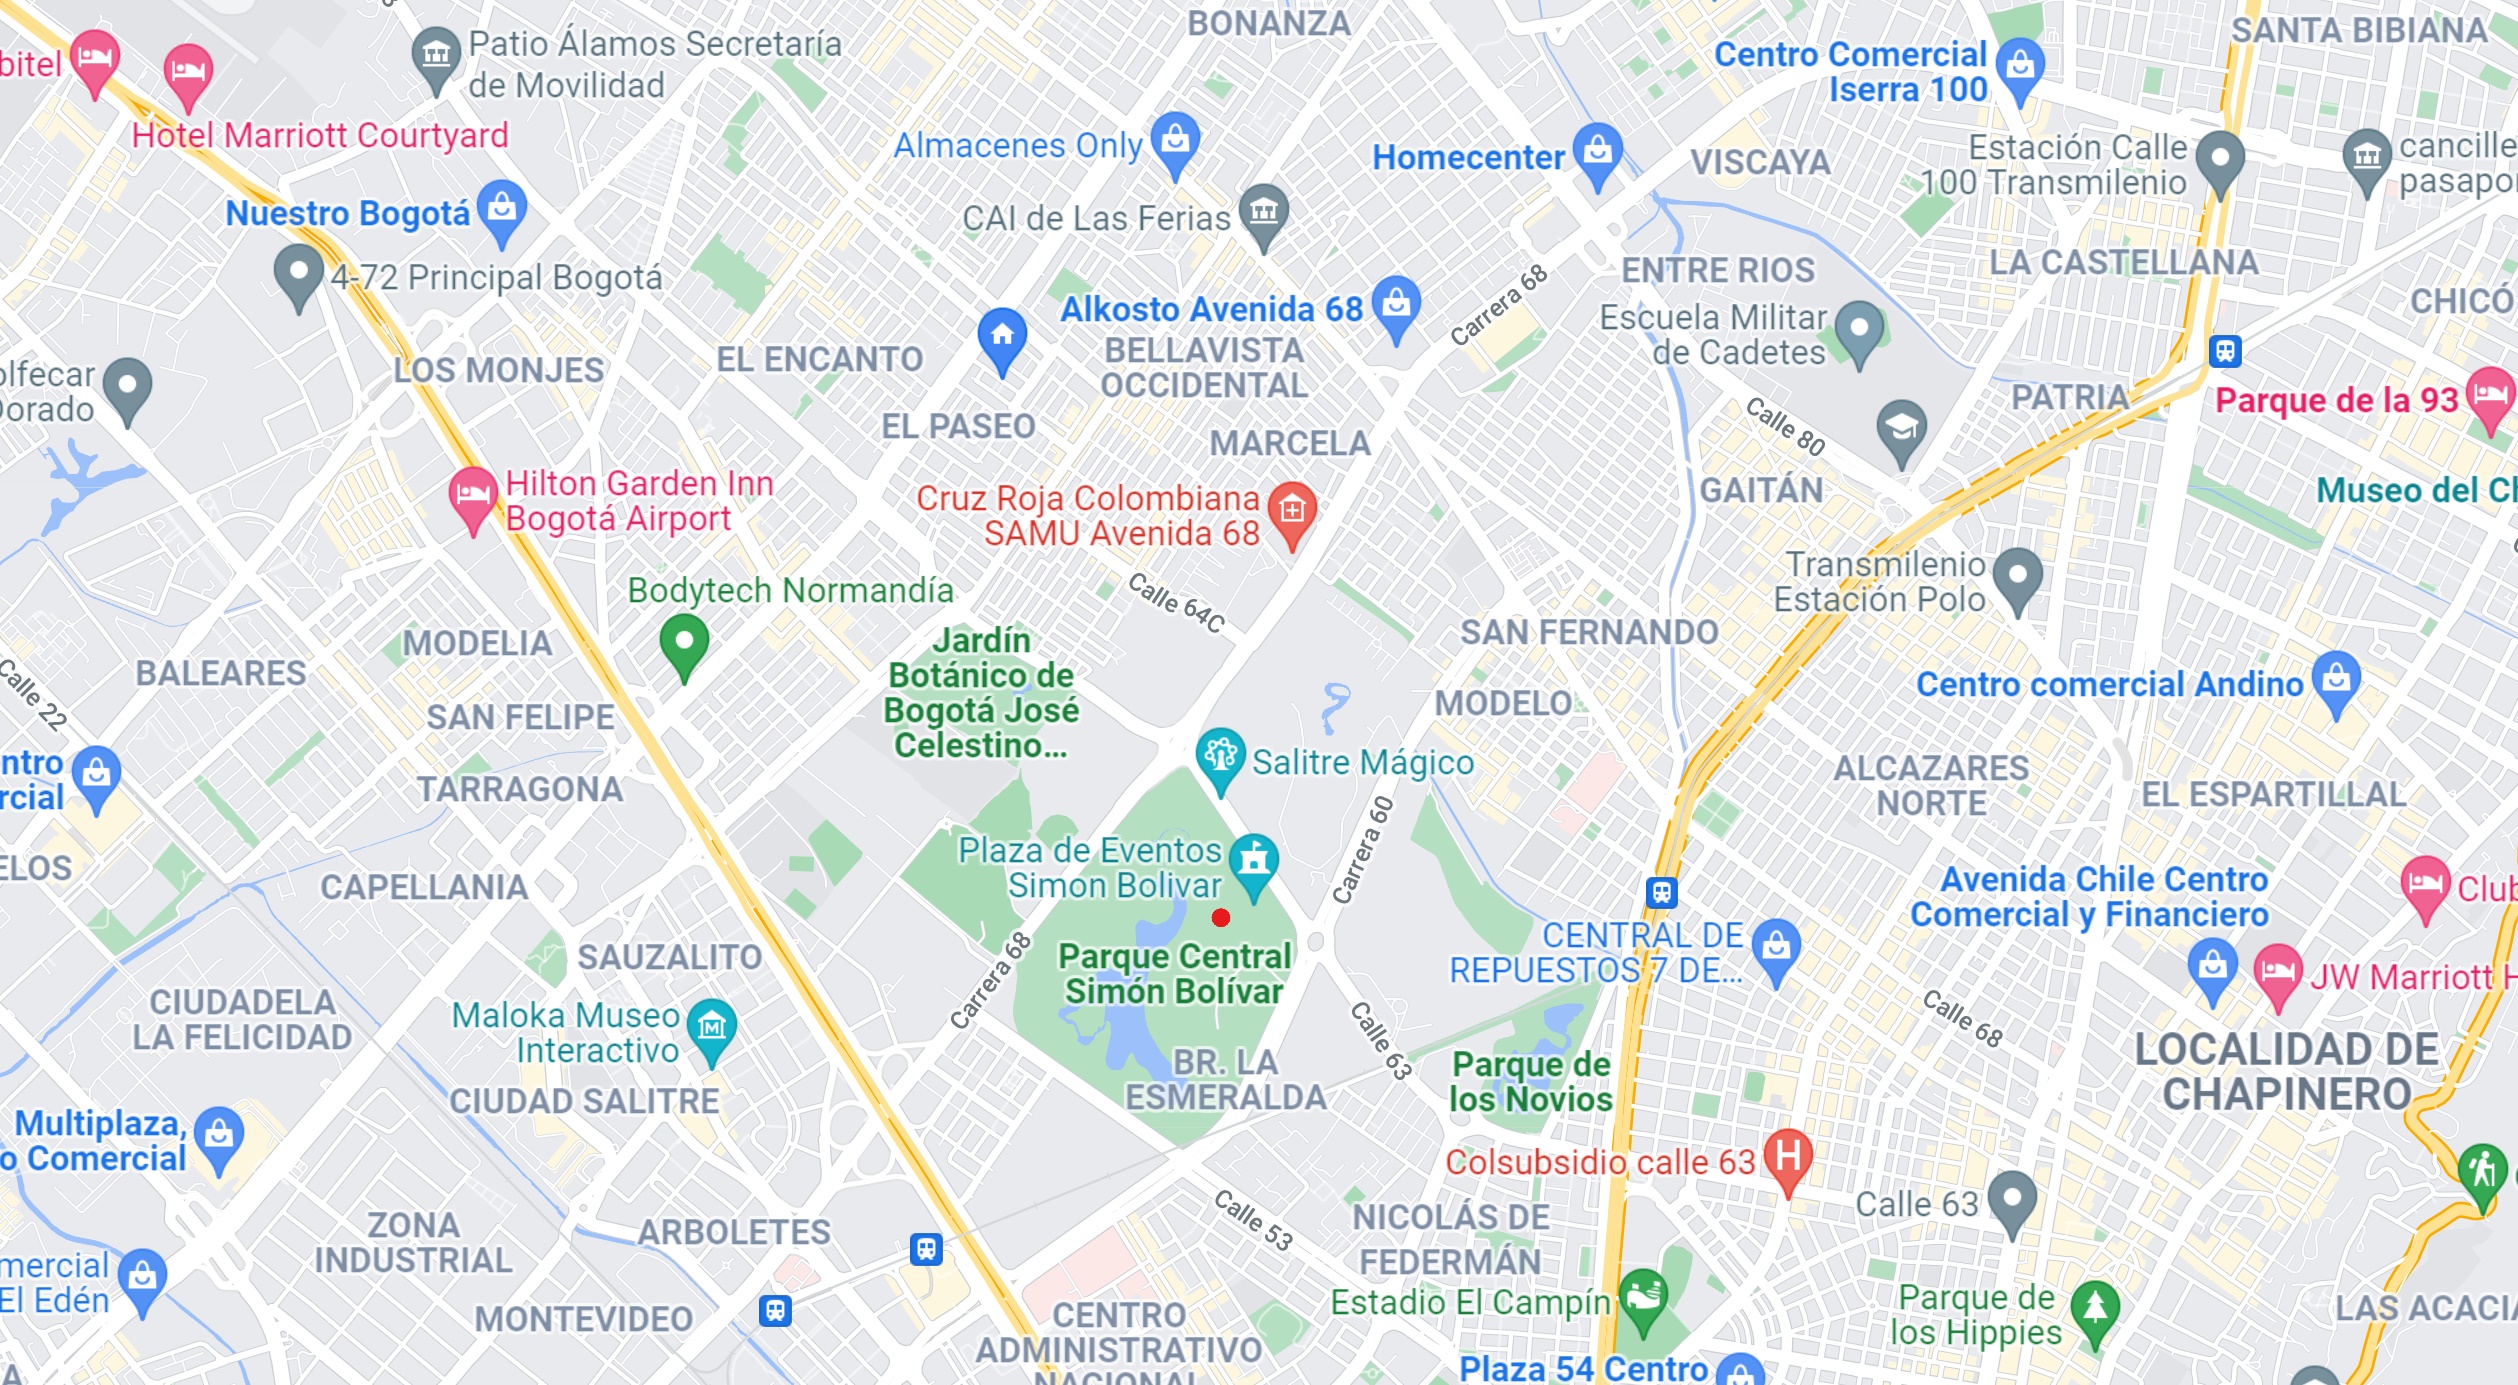 BONANZA
SANTA BIBIANA
Patio Álamos Secretaría
de Movilidad
Centro Comercial
Iserra 100
bitel
Hotel Marriott Courtyard
Almacenes Only
Homecenter
VISCAYA
Estación Calle
100 Transmilenio
cancille
pasapor
Nuestro Bogotá
CAI de Las Ferias
4-72 Principal Bogotá
ENTRE RIOS
LA CASTELLANA
CHICÓ
Alkosto Avenida 68
Carrera 68
Escuela Militar
de Cadetes
LOS MONJES
EL ENCANTO
BELLAVISTA
OCCIDENTAL
olfecar
Dorado
PATRIA
Parque de la 93
EL PASEO
MARCELA
Calle 80
Hilton Garden Inn
Bogotá Airport
Cruz Roja Colombiana
SAMU Avenida 68
GAITÁN
Museo del Ch
Bodytech Normandía
Calle 64C
Transmilenio
Estación Polo
MODELIA
BALEARES
Jardín
Botánico de
Bogotá José
Celestino...
SAN FERNANDO
Calle 22
SAN FELIPE
MODELO
Centro comercial Andino
ntro
rcial
TARRAGONA
Salitre Mágico
ALCAZARES
NORTE
EL ESPARTILLAL
ELOS
CAPELLANIA
Plaza de Eventos
Simon Bolivar
Carrera 60
Avenida Chile Centro
Comercial y Financiero
Club
SAUZALITO
Carrera 68
Parque Central
Simón Bolívar
CENTRAL DE
REPUESTOS 7 DE...
JW Marriott H
CIUDADELA
LA FELICIDAD
Maloka Museo
Interactivo
Calle 63
Calle 68
LOCALIDAD DE
CHAPINERO
CIUDAD SALITRE
BR. LA
ESMERALDA
Parque de
los Novios
Multiplaza,
o Comercial
Colsubsidio calle 63
H
Calle 63
ZONA
INDUSTRIAL
ARBOLETES
Calle 53
NICOLÁS DE
FEDERMÁN
mercial
El Edén
MONTEVIDEO
CENTRO
ADMINISTRATIVO
NACIONAL
Estadio El Campín
Parque de
los Hippies
LAS ACACIA
Plaza 54 Centro